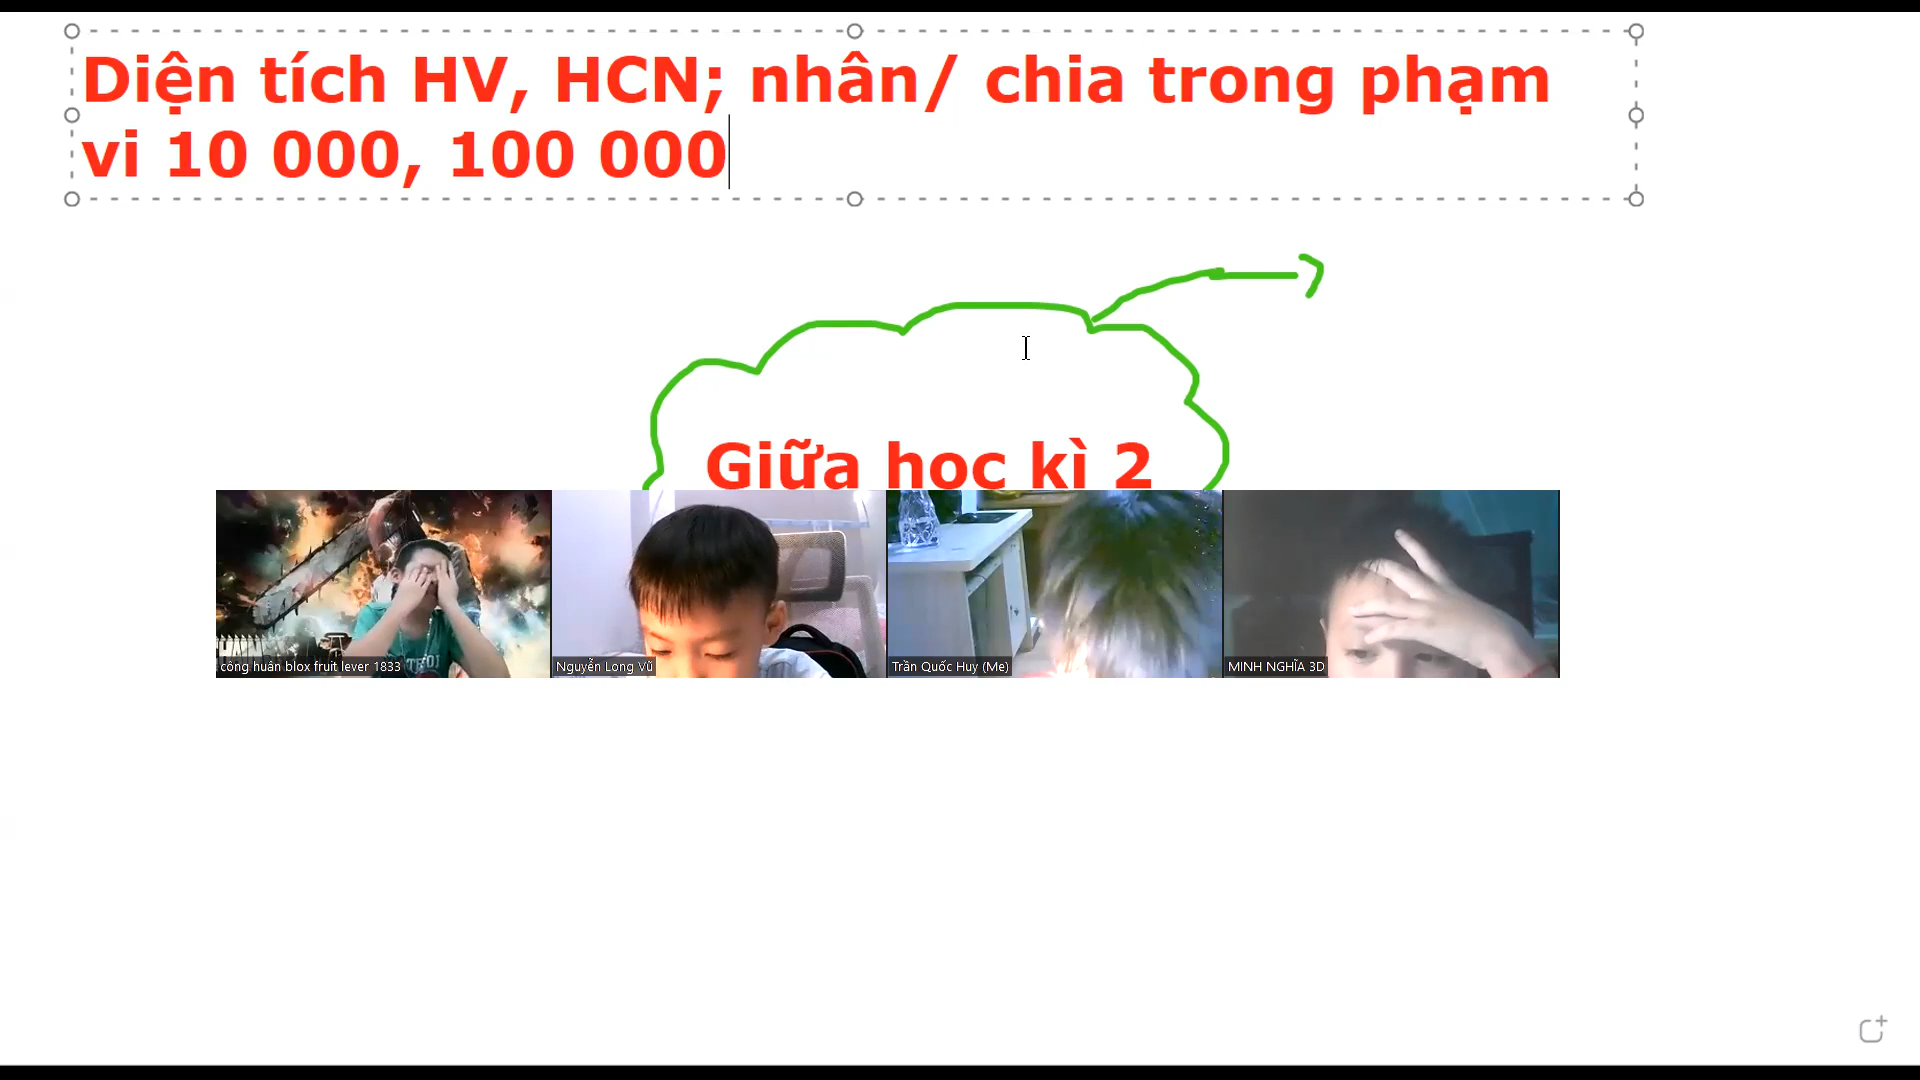 Diện tích HV, HCN; nhân/ chia trong phạm
vi 10 000, 100 000
Giữa học kì 2
công huân blox fruit lever 1833
Nguyễn Long Vũ
Trần Quốc Huy (Me)
MINH NGHĨA 3D